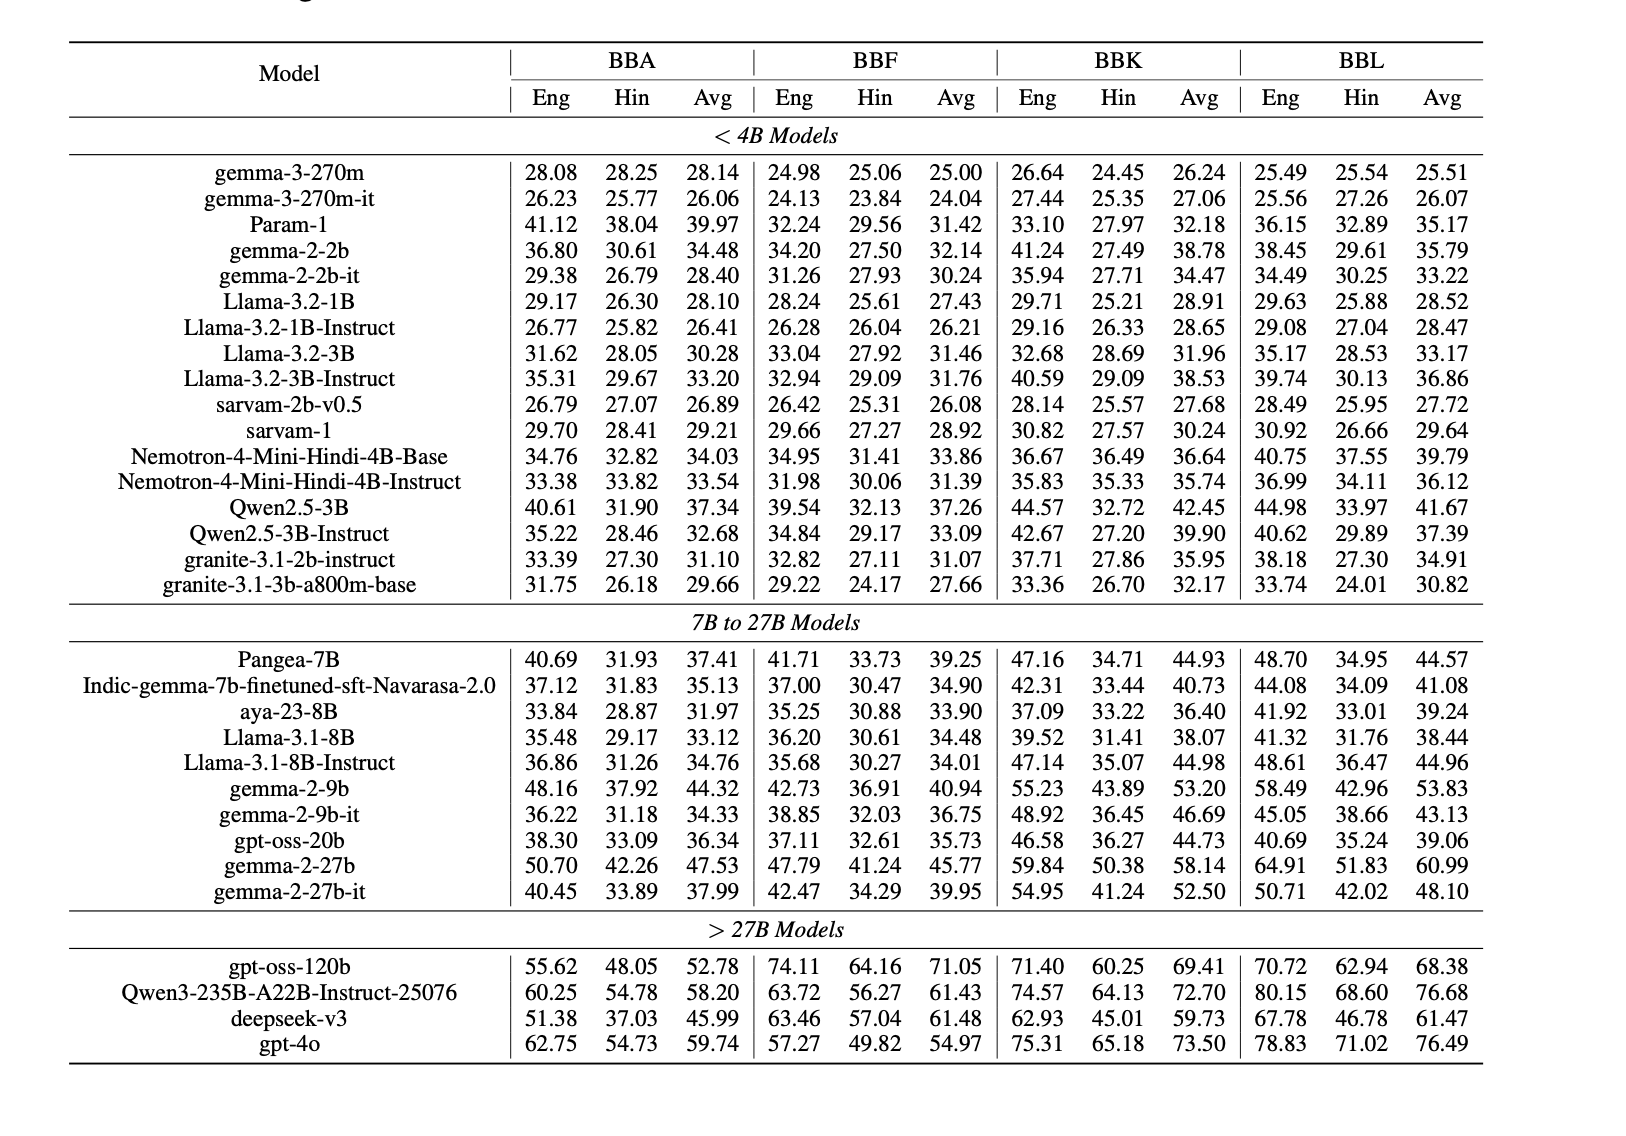 Model BBA BBF BBK BBL
Eng Hin Avg Eng Hin Avg Eng Hin Avg Eng Hin Avg
< 4B Models
gemma-3-270m 28.08 28.25 28.14 24.98 25.06 25.00 26.64 24.45 26.24 25.49 25.54 25.51
gemma-3-270m-it 26.23 25.77 26.06 24.13 23.84 24.04 27.44 25.35 27.06 25.56 27.26 26.07
Param-1 41.12 38.04 39.97 32.24 29.56 31.42 33.10 27.97 32.18 36.15 32.89 35.17
gemma-2-2b 36.80 30.61 34.48 34.20 27.50 32.14 41.24 27.49 38.78 38.45 29.61 35.79
gemma-2-2b-it 29.38 26.79 28.40 31.26 27.93 30.24 35.94 27.71 34.47 34.49 30.25 33.22
Llama-3.2-1B 29.17 26.30 28.10 28.24 25.61 27.43 29.71 25.21 28.91 29.63 25.88 28.52
Llama-3.2-1B-Instruct 26.77 25.82 26.41 26.28 26.04 26.21 29.16 26.33 28.65 29.08 27.04 28.47
Llama-3.2-3B 31.62 28.05 30.28 33.04 27.92 31.46 32.68 28.69 31.96 35.17 28.53 33.17
Llama-3.2-3B-Instruct 35.31 29.67 33.20 32.94 29.09 31.76 40.59 29.09 38.53 39.74 30.13 36.86
sarvam-2b-v0.5 26.79 27.07 26.89 26.42 25.31 26.08 28.14 25.57 27.68 28.49 25.95 27.72
sarvam-1 29.70 28.41 29.21 29.66 27.27 28.92 30.82 27.57 30.24 30.92 26.66 29.64
Nemotron-4-Mini-Hindi-4B-Base 34.76 32.82 34.03 34.95 31.41 33.86 36.67 36.49 36.64 40.75 37.55 39.79
Nemotron-4-Mini-Hindi-4B-Instruct 33.38 33.82 33.54 31.98 30.06 31.39 35.83 35.33 35.74 36.99 34.11 36.12
Qwen2.5-3B 40.61 31.90 37.34 39.54 32.13 37.26 44.57 32.72 42.45 44.98 33.97 41.67
Qwen2.5-3B-Instruct 35.22 28.46 32.68 34.84 29.17 33.09 42.67 27.20 39.90 40.62 29.89 37.39
granite-3.1-2b-instruct 33.39 27.30 31.10 32.82 27.11 31.07 37.71 27.86 35.95 38.18 27.30 34.91
granite-3.1-3b-a800m-base 31.75 26.18 29.66 29.22 24.17 27.66 33.36 26.70 32.17 33.74 24.01 30.82
7B to 27B Models
Pangea-7B 40.69 31.93 37.41 41.71 33.73 39.25 47.16 34.71 44.93 48.70 34.95 44.57
Indic-gemma-7b-finetuned-sft-Navarasa-2.0 37.12 31.83 35.13 37.00 30.47 34.90 42.31 33.44 40.73 44.08 34.09 41.08
aya-23-8B 33.84 28.87 31.97 35.25 30.88 33.90 37.09 33.22 36.40 41.92 33.01 39.24
Llama-3.1-8B 35.48 29.17 33.12 36.20 30.61 34.48 39.52 31.41 38.07 41.32 31.76 38.44
Llama-3.1-8B-Instruct 36.86 31.26 34.76 35.68 30.27 34.01 47.14 35.07 44.98 48.61 36.47 44.96
gemma-2-9b 48.16 37.92 44.32 42.73 36.91 40.94 55.23 43.89 53.20 58.49 42.96 53.83
gemma-2-9b-it 36.22 31.18 34.33 38.85 32.03 36.75 48.92 36.45 46.69 45.05 38.66 43.13
gpt-oss-20b 38.30 33.09 36.34 37.11 32.61 35.73 46.58 36.27 44.73 40.69 35.24 39.06
gemma-2-27b 50.70 42.26 47.53 47.79 41.24 45.77 59.84 50.38 58.14 64.91 51.83 60.99
gemma-2-27b-it 40.45 33.89 37.99 42.47 34.29 39.95 54.95 41.24 52.50 50.71 42.02 48.10
> 27B Models
gpt-oss-120b 55.62 48.05 52.78 74.11 64.16 71.05 71.40 60.25 69.41 70.72 62.94 68.38
Qwen3-235B-A22B-Instruct-25076 60.25 54.78 58.20 63.72 56.27 61.43 74.57 64.13 72.70 80.15 68.60 76.68
deepseek-v3 51.38 37.03 45.99 63.46 57.04 61.48 62.93 45.01 59.73 67.78 46.78 61.47
gpt-4o 62.75 54.73 59.74 57.27 49.82 54.97 75.31 65.18 73.50 78.83 71.02 76.49